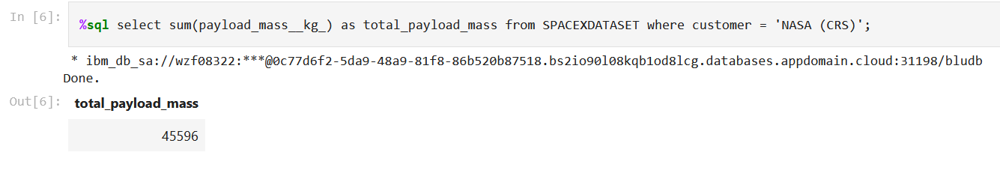 In [6]:
%sql select sum(payload_mass__kg_) as total_payload_mass from SPACEXDATASET where customer = 'NASA (CRS)';
* ibm_db_sa://wzf08322:***@0c77d6f2-5da9-48a9-81f8-86b520b87518.bs2io90l08kqb1od8lcg.databases.appdomain.cloud:31198/bludb
Done.
Out[6]:
total_payload_mass
45596